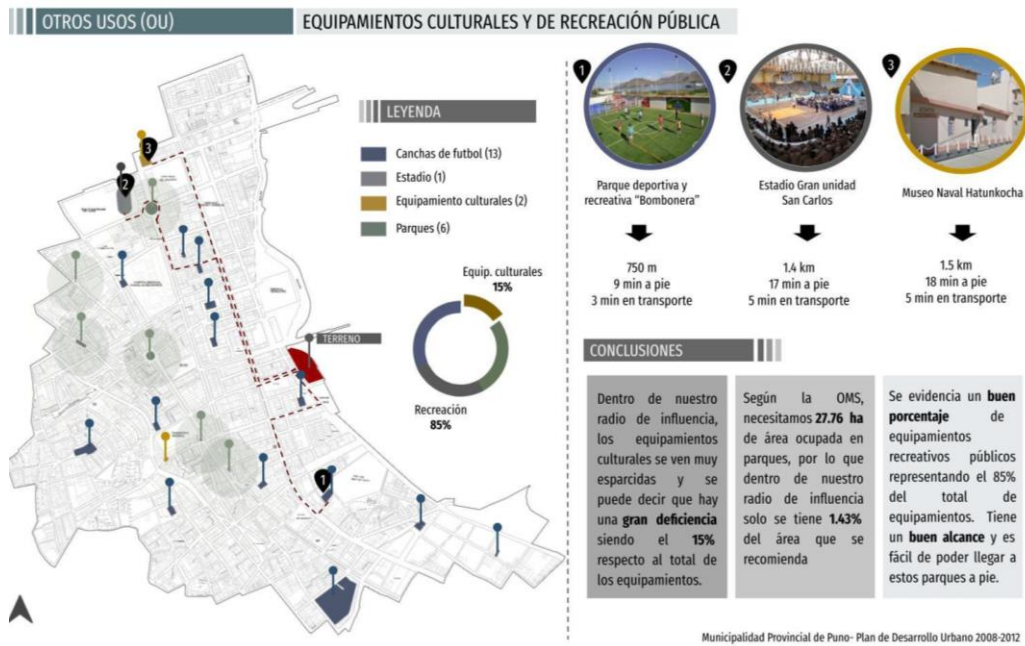 OTROS USOS (OU)
EQUIPAMIENTOS CULTURALES Y DE RECREACIÓN PÚBLICA
LEYENDA
Canchas de futbol (13)
Estadio (1)
Equipamiento culturales (2)
Parques (6)
3
2
1
TERRENO
Equip. culturales
15%
Recreación
85%
1
Parque deportiva y
recreativa "Bombonera"
750 m
9 min a pie
3 min en transporte
2
Estadio Gran unidad
San Carlos
1.4 km
17 min a pie
5 min en transporte
3
Museo Naval Hatunkocha
1.5 km
18 min a pie
5 min en transporte
CONCLUSIONES
Dentro de nuestro
radio de influencia,
los equipamientos
culturales se ven muy
esparcidas y se
puede decir que hay
una gran deficiencia
siendo el 15%
respecto al total de
los equipamientos.
Según la OMS,
necesitamos 27.76 ha
de área ocupada en
parques, por lo que
dentro de nuestro
radio de influencia
solo se tiene 1.43%
del área que se
recomienda
Se evidencia un buen
porcentaje de
equipamientos
recreativos públicos
representando el 85%
del total de
equipamientos. Tiene
un buen alcance y es
fácil de poder llegar a
estos parques a pie.
Municipalidad Provincial de Puno- Plan de Desarrollo Urbano 2008-2012